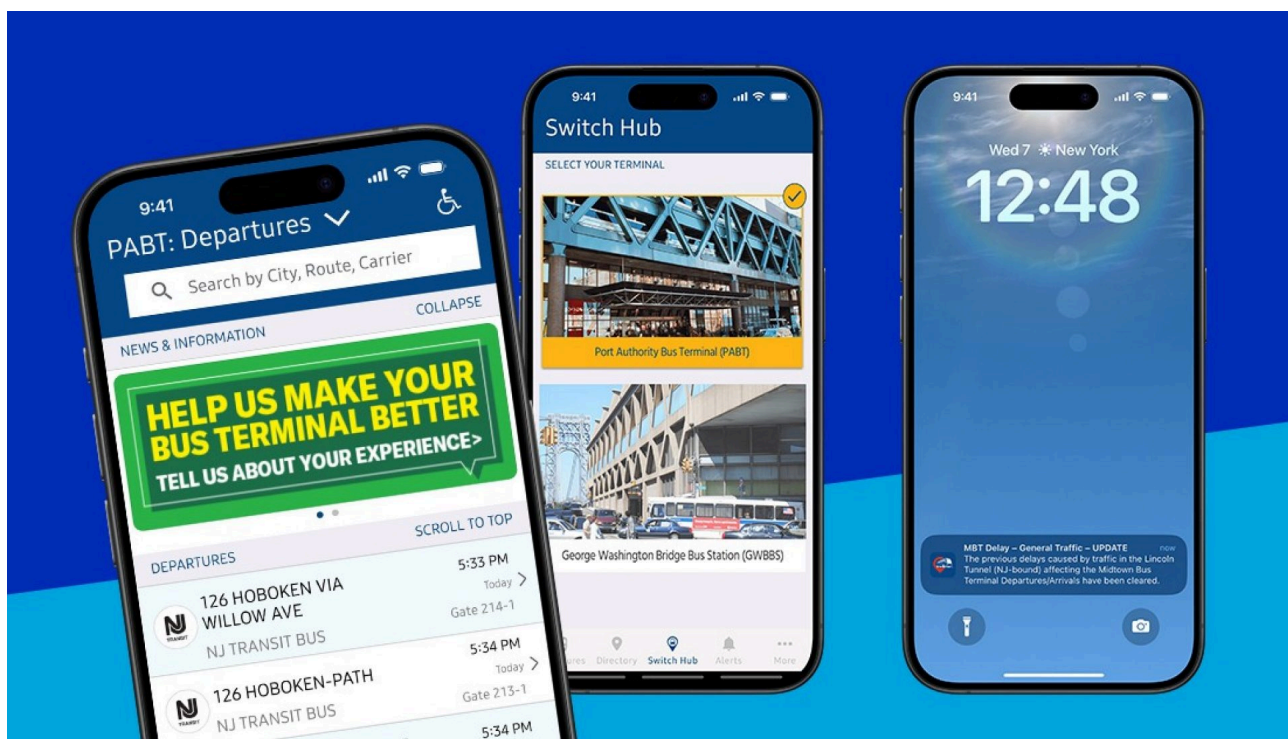 9:41
PABT: Departures
Search by City, Route, Carrier
NEWS & INFORMATION
COLLAPSE
HELP US MAKE YOUR
BUS TERMINAL BETTER
TELL US ABOUT YOUR EXPERIENCE>
DEPARTURES
SCROLL TO TOP
126 HOBOKEN VIA
WILLOW AVE
NJ TRANSIT BUS
5:33 PM
Today
Gate 214-1
NJ
TRANSIT
126 HOBOKEN-PATH
NJ TRANSIT BUS
5:34 PM
Today
Gate 213-1
NJ
TRANSIT
5:34 PM
9:41
Switch Hub
SELECT YOUR TERMINAL
Port Authority Bus Terminal (PABT)
George Washington Bridge Bus Station (GWBBS)
ures
Directory
Switch Hub
Alerts
More
9:41
Wed 7 New York
12:48
MBT Delay – General Traffic – UPDATE
now
The previous delays caused by traffic in the Lincoln
Tunnel (NJ-bound) affecting the Midtown Bus
Terminal Departures/Arrivals have been cleared.